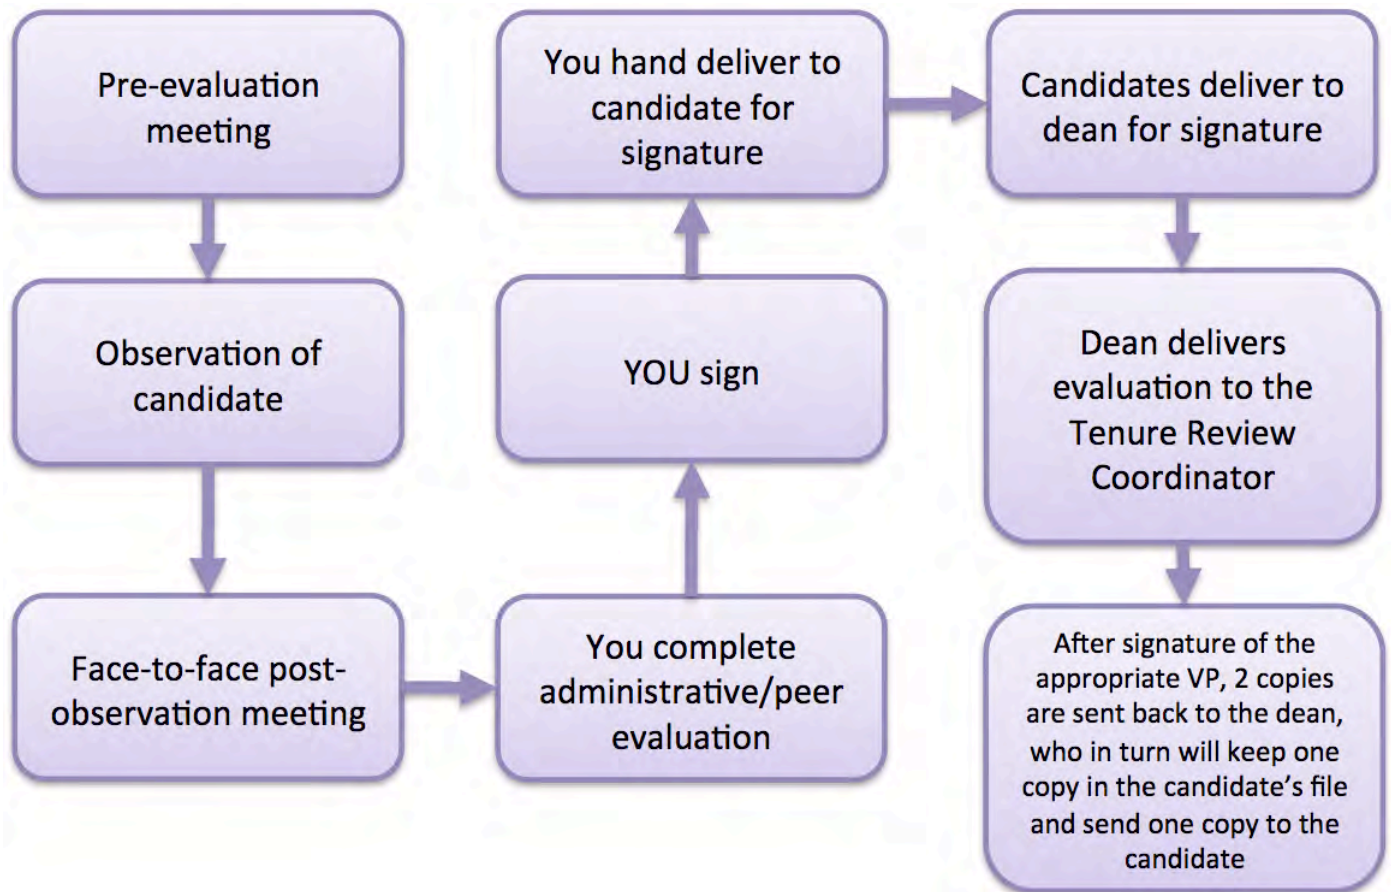 Pre-evaluation
meeting
Observation of
candidate
Face-to-face post-
observation meeting
You complete
administrative/peer
evaluation
YOU sign
You hand deliver to
candidate for
signature
Candidates deliver to
dean for signature
Dean delivers
evaluation to the
Tenure Review
Coordinator
After signature of the
appropriate VP, 2 copies
are sent back to the dean,
who in turn will keep one
copy in the candidate’s file
and send one copy to the
candidate